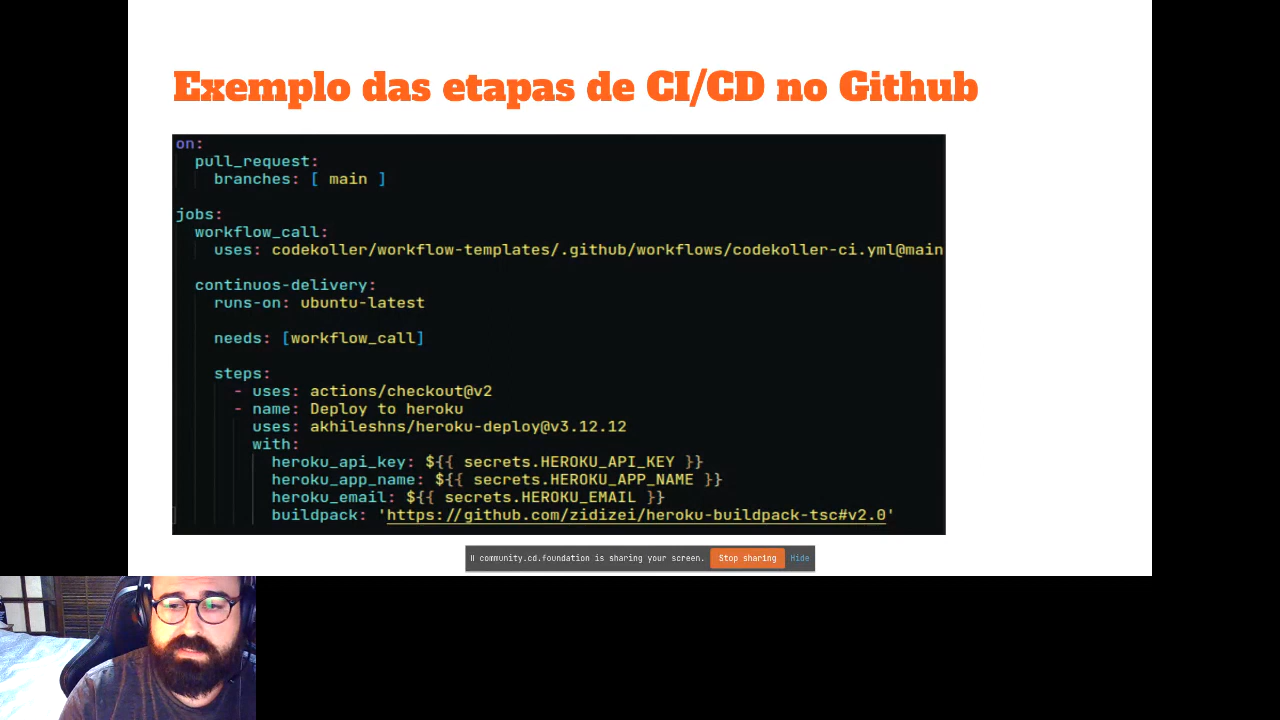 Exemplo das etapas de CI/CD no Github
on:
pull_request:
branches: [ main ]
jobs:
workflow_call:
uses: codekoller/workflow-templates/.github/workflows/codekoller-ci.yml@main
continuos-delivery:
runs-on: ubuntu-latest
needs: [workflow_call]
steps:
- uses: actions/checkout@v2
- name: Deploy to heroku
uses: akhileshns/heroku-deploy@v3.12.12
with:
heroku_api_key: ${{ secrets.HEROKU_API_KEY }}
heroku_app_name: ${{ secrets.HEROKU_APP_NAME }}
heroku_email: ${{ secrets.HEROKU_EMAIL }}
buildpack: 'https://github.com/zidizei/heroku-buildpack-tsc#v2.0'
community.cd.foundation is sharing your screen. Stop sharing Hide